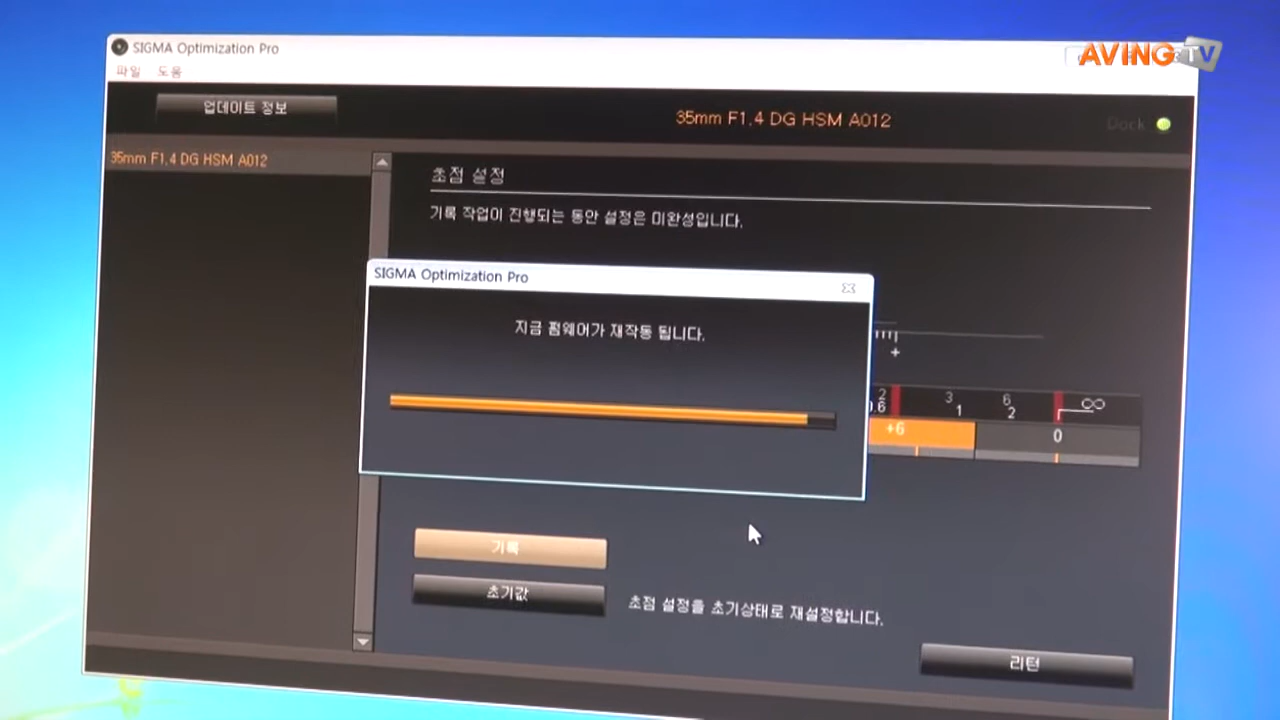 SIGMA Optimization Pro
AVING TV
파일 도움
업데이트 정보
35mm F1.4 DG HSM A012
Dock
35mm F1.4 DG HSM A012
초점 설정
기록 작업이 진행되는 동안 설정은 미완성입니다.
SIGMA Optimization Pro
지금 펌웨어가 재작동 됩니다.
+
2 3 6 ∞
0.6 1 2
+6 0
기록
초기값
초점 설정을 초기상태로 재설정합니다.
리턴